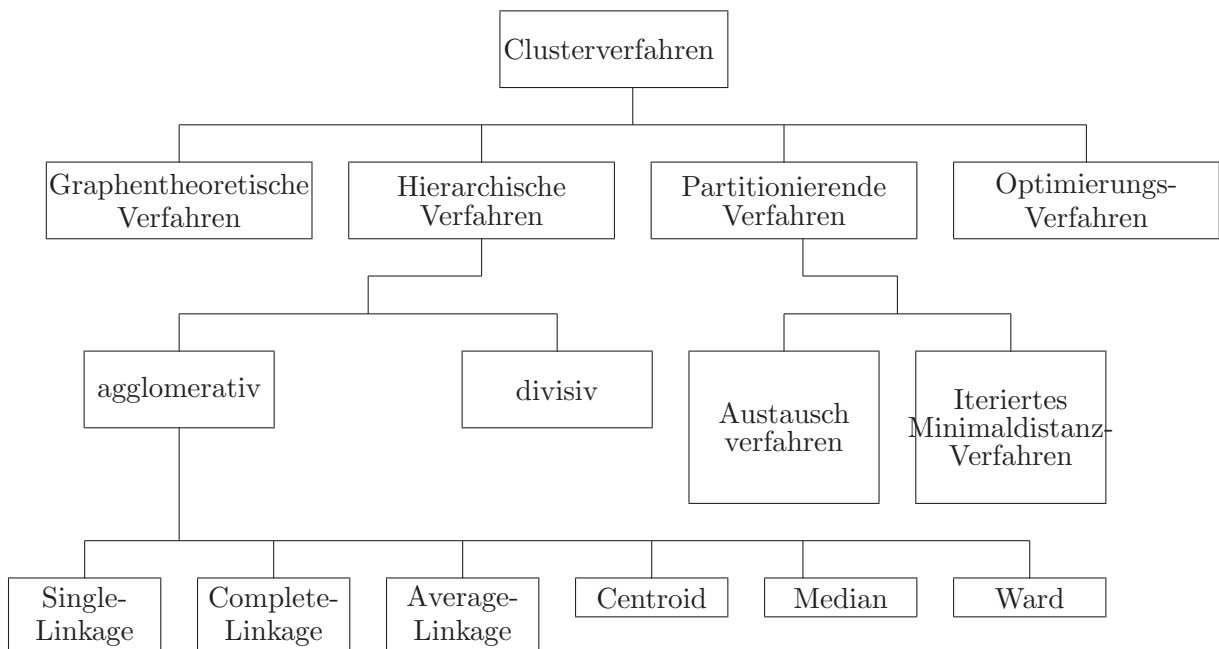 Clusterverfahren
Graphentheoretische
Verfahren
Hierarchische
Verfahren
Partitionierende
Verfahren
Optimierungs-
Verfahren
agglomerativ
divisiv
Austausch
verfahren
Iteriertes
Minimaldistanz-
Verfahren
Single-
Linkage
Complete-
Linkage
Average-
Linkage
Centroid
Median
Ward